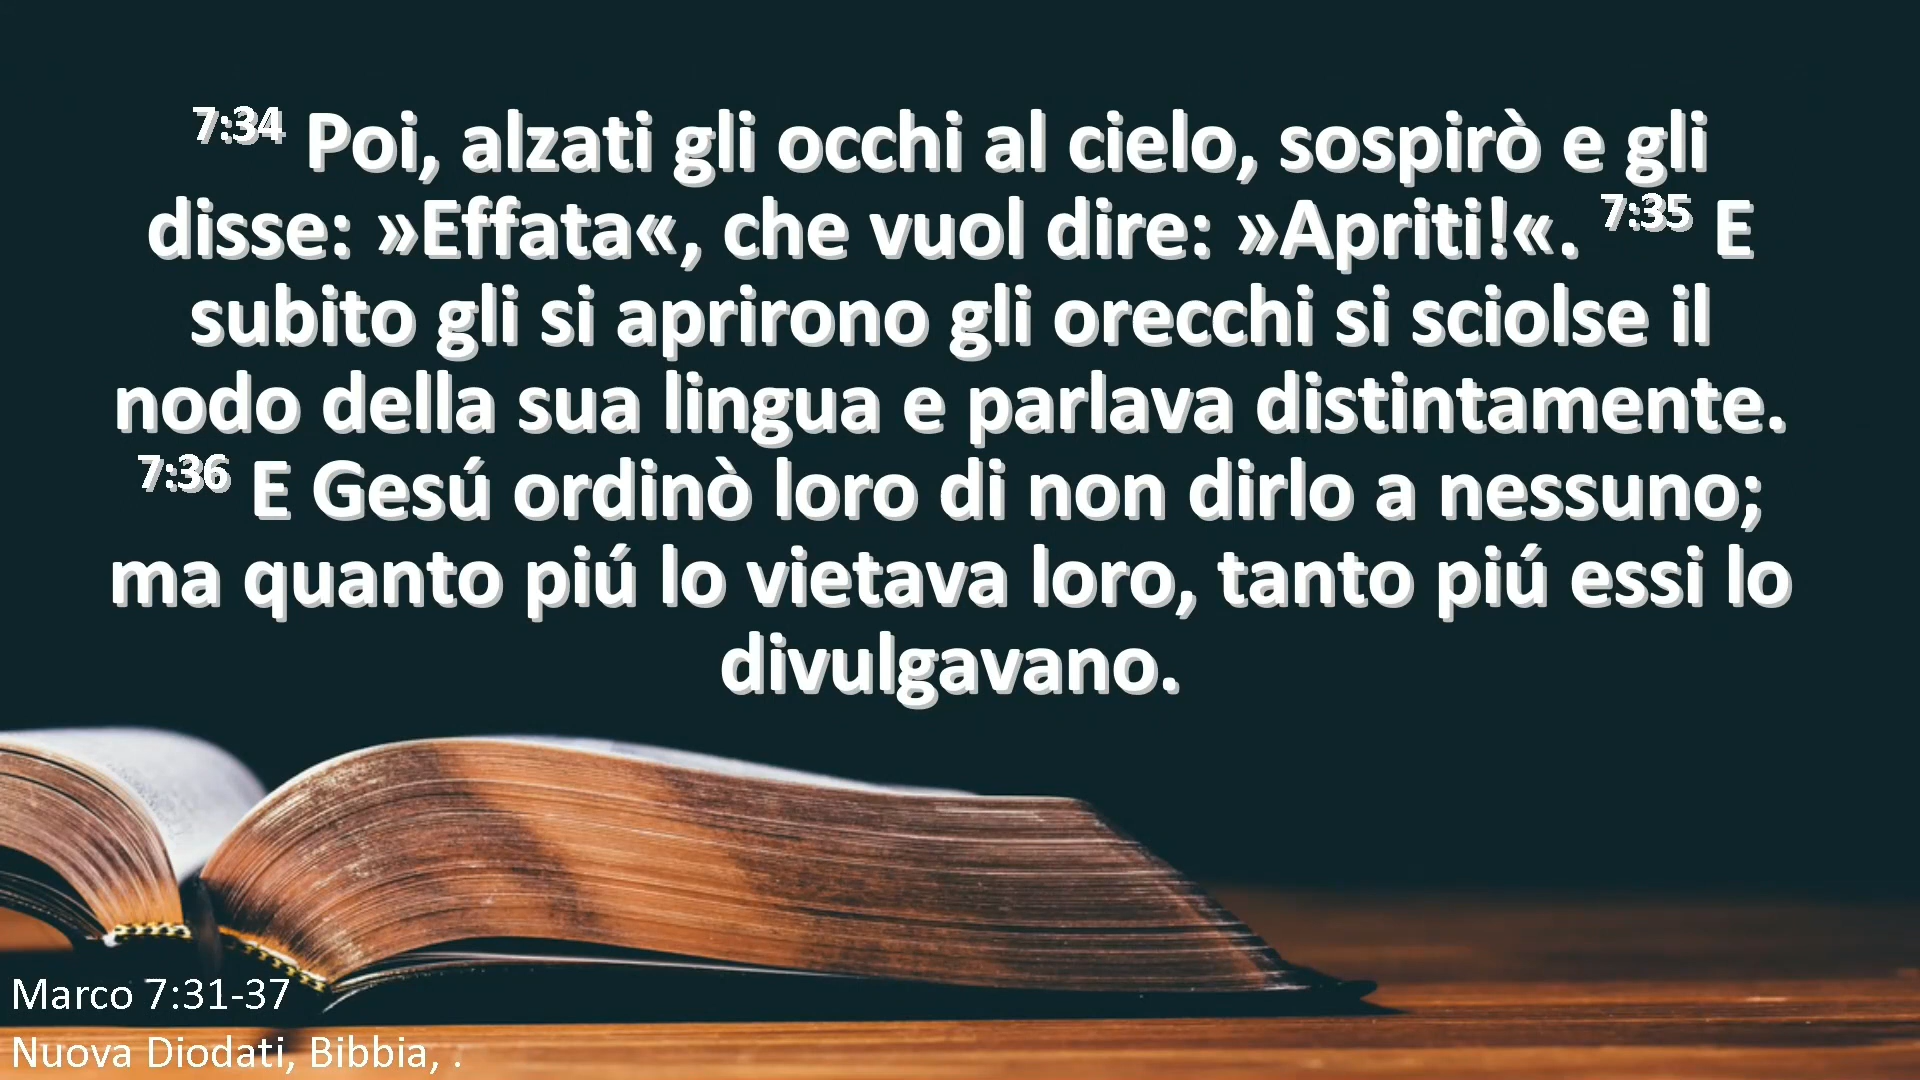 7:34 Poi, alzati gli occhi al cielo, sospirò e gli
disse: »Effata«, che vuol dire: »Apriti!«. 7:35 E
subito gli si aprirono gli orecchi si sciolse il
nodo della sua lingua e parlava distintamente.
7:36 E Gesú ordinò loro di non dirlo a nessuno;
ma quanto piú lo vietava loro, tanto piú essi lo
divulgavano.
Marco 7:31-37
Nuova Diodati, Bibbia, .